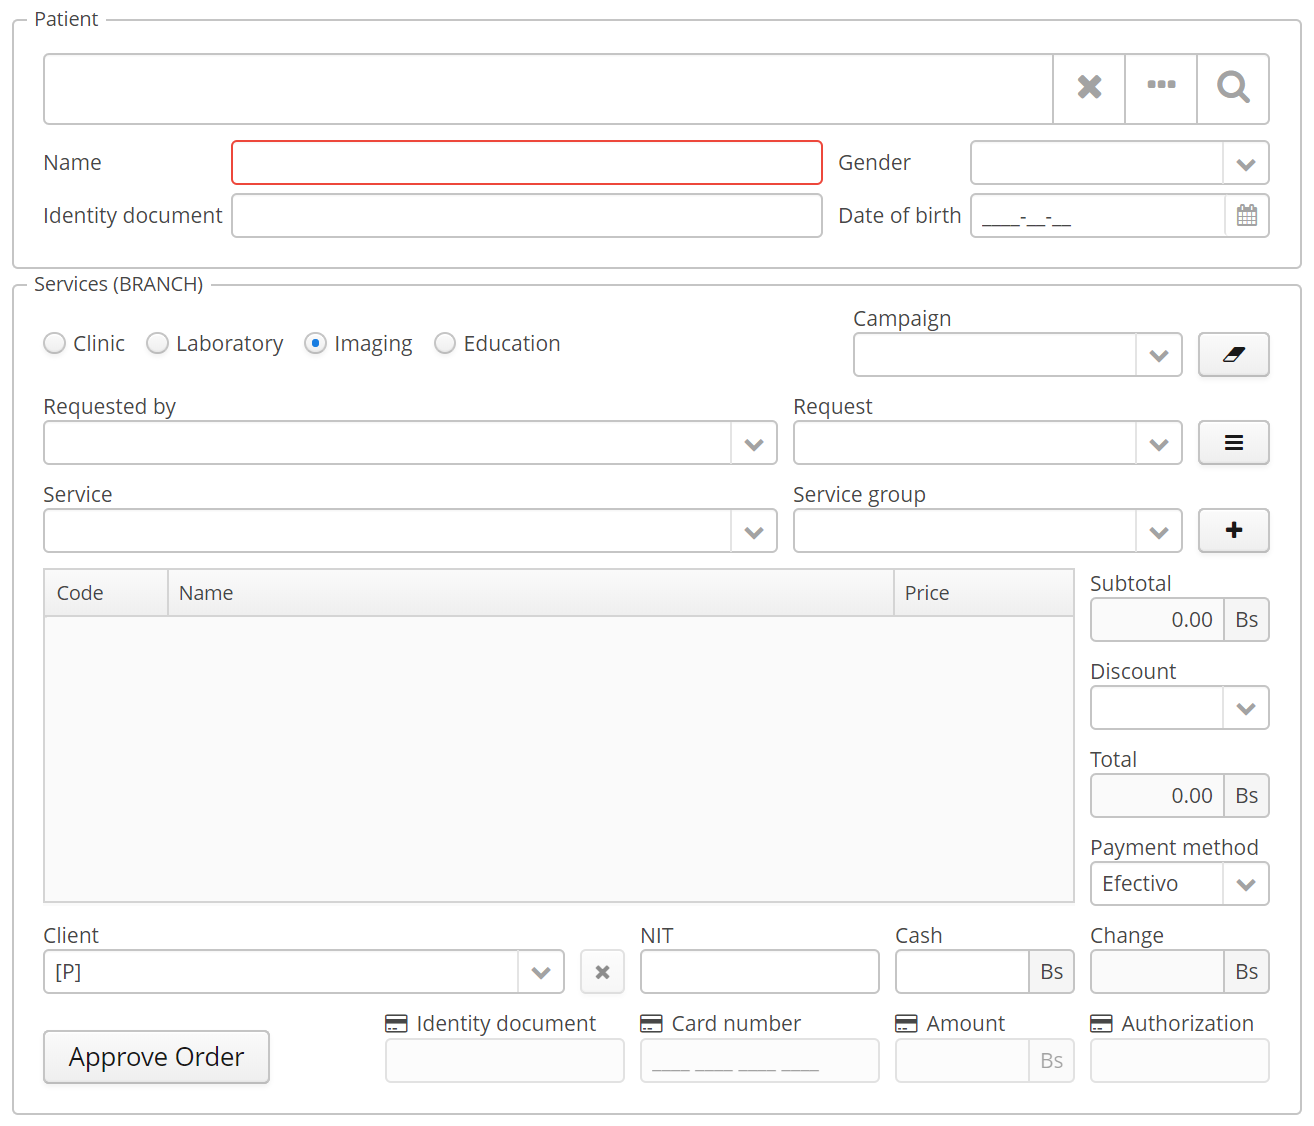 Patient
Name
Gender
Identity document
Date of birth
____-__-__
Services (BRANCH)
Clinic
Laboratory
Imaging
Education
Campaign
Requested by
Request
Service
Service group
Code
Name
Price
Subtotal
0.00 Bs
Discount
Total
0.00 Bs
Payment method
Efectivo
Client
NIT
Cash
Change
[P]
Bs
Bs
Identity document
Card number
Amount
Authorization
Approve Order
____ ____ ____ ____
Bs